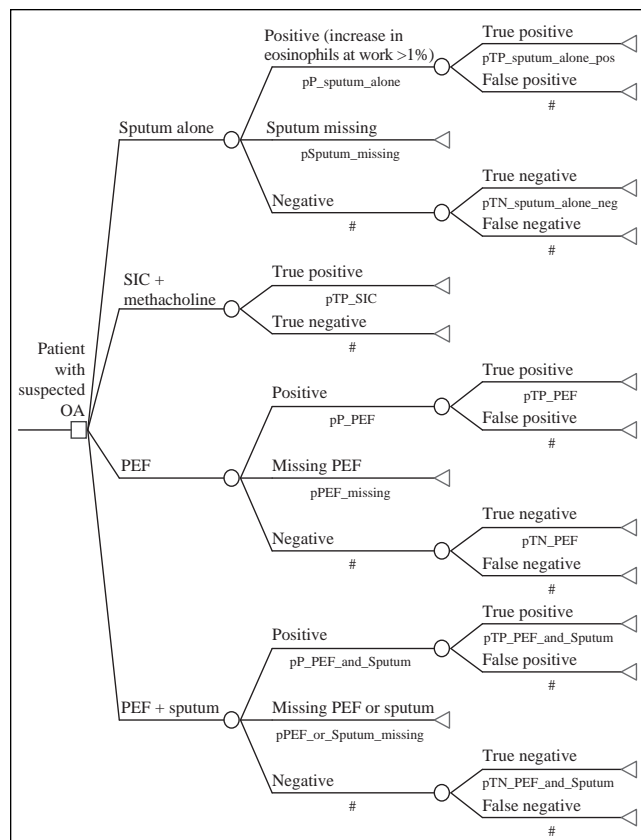 Patient
with
suspected
OA
Sputum alone
Positive (increase in
eosinophils at work >1%)
pP_sputum_alone
True positive
pTP_sputum_alone_pos
False positive
#
Sputum missing
pSputum_missing
Negative
#
True negative
pTN_sputum_alone_neg
False negative
#
SIC +
methacholine
True positive
pTP_SIC
True negative
#
PEF
Positive
pP_PEF
True positive
pTP_PEF
False positive
#
Missing PEF
pPEF_missing
Negative
#
True negative
pTN_PEF
False negative
#
PEF + sputum
Positive
pP_PEF_and_Sputum
True positive
pTP_PEF_and_Sputum
False positive
#
Missing PEF or sputum
pPEF_or_Sputum_missing
Negative
#
True negative
pTN_PEF_and_Sputum
False negative
#